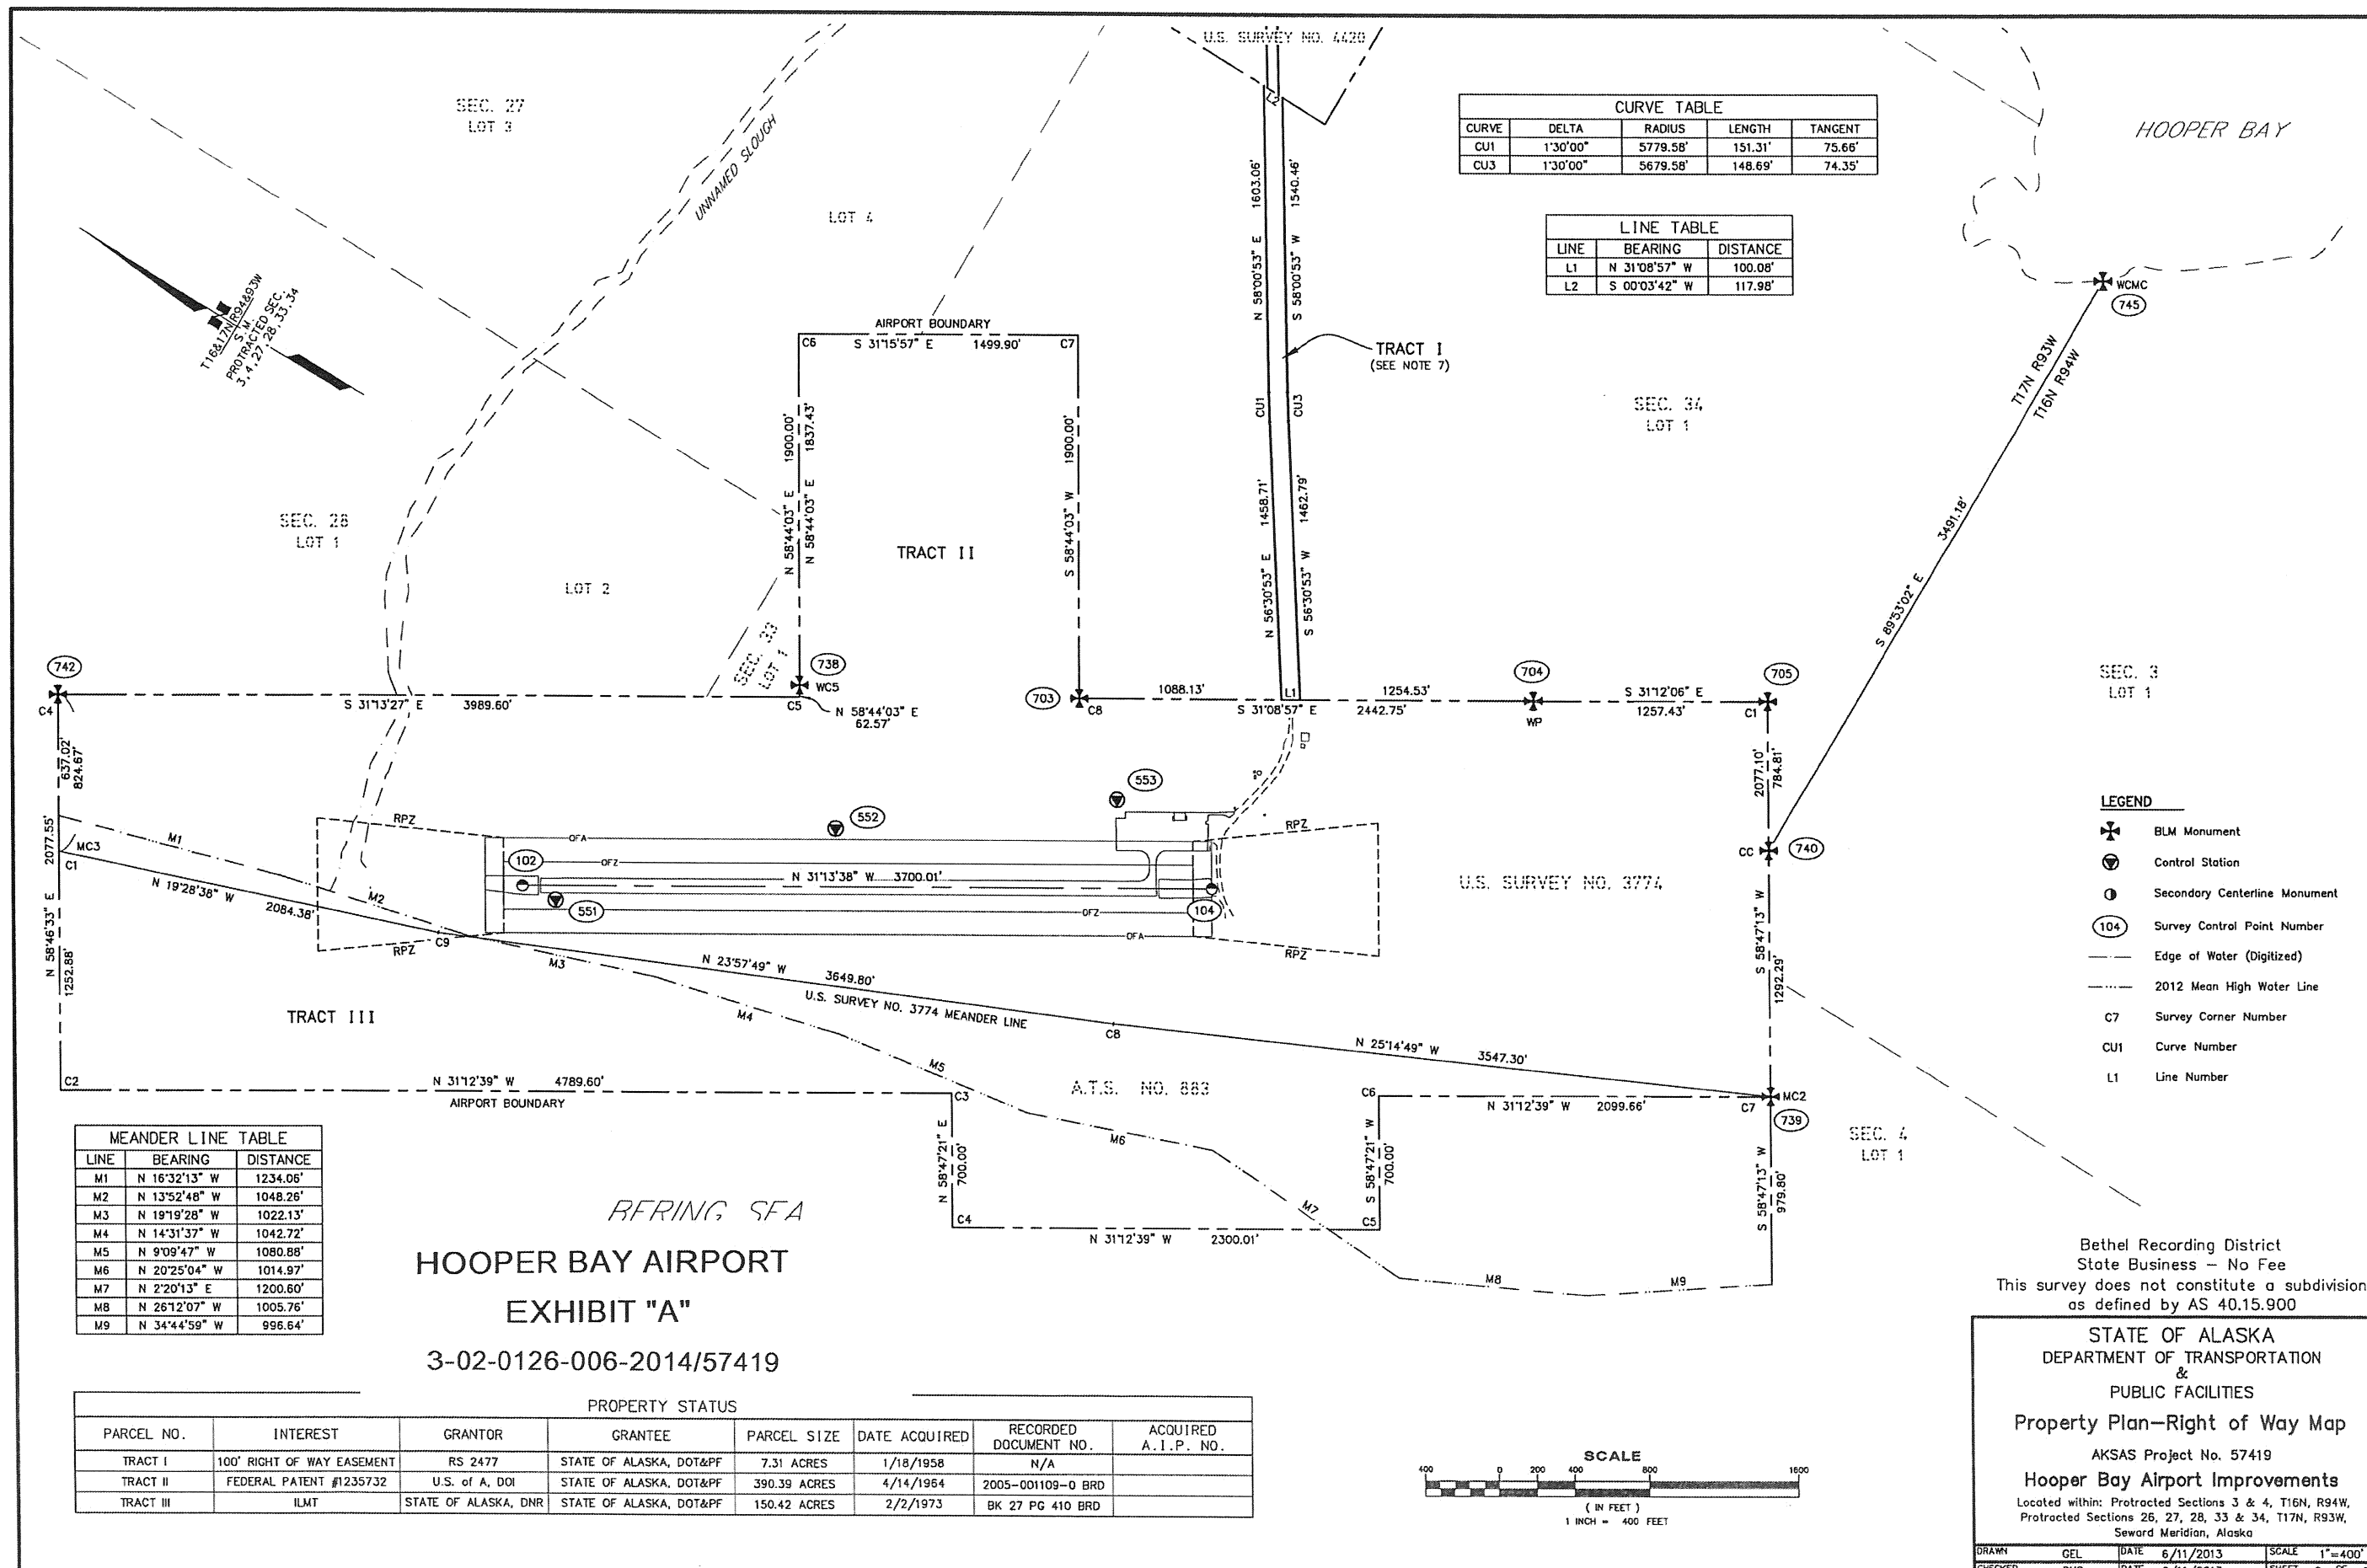 U.S. SURVEY NO. 4420
SEC. 27
LOT 3
UNNAMED SLOUGH
LOT 4
HOOPER BAY
CURVE TABLE
CURVE DELTA RADIUS LENGTH TANGENT
CU1 1°30'00" 5779.58' 151.31' 75.66'
CU3 1°30'00" 5679.58' 148.69' 74.35'
LINE TABLE
LINE BEARING DISTANCE
L1 N 31°08'57" W 100.08'
L2 S 00°03'42" W 117.98'
L2
N 58°00'53" E 1603.06'
S 58°00'53" W 1540.46'
T16&17N R94&93W
S.M.
PROTRACTED SEC.
3,4,27,28,33,34
AIRPORT BOUNDARY
C6 S 31°15'57" E 1499.90' C7
TRACT I
(SEE NOTE 7)
WCMC
745
T17N R93W
T16N R94W
CU1 CU3
SEC. 34
LOT 1
N 58°44'03" E 1900.00'
N 58°44'03" E 1837.43'
S 58°44'03" W 1900.00'
N 56°30'53" E 1458.71'
S 56°30'53" W 1462.79'
3491.18'
S 89°53'02" E
SEC. 28
LOT 1
LOT 2
TRACT II
SEC. 33
LOT 1
742
738
WC5
C4
S 31°13'27" E 3989.60'
C5
N 58°44'03" E
62.57'
703
C8
1088.13'
L1
S 31°08'57" E
1254.53'
2442.75'
704
WP
S 31°12'06" E
1257.43'
705
C1
SEC. 3
LOT 1
637.02'
824.67'
2077.10'
784.81'
553
552
RPZ
OFA
OFZ
102
N 31°13'38" W 3700.01'
551
104
OFZ
OFA
RPZ
RPZ
RPZ
CC
740
U.S. SURVEY NO. 3774
LEGEND
BLM Monument
Control Station
Secondary Centerline Monument
104 Survey Control Point Number
Edge of Water (Digitized)
2012 Mean High Water Line
C7 Survey Corner Number
CU1 Curve Number
L1 Line Number
M1
MC3
C1
N 58°46'33" E 2077.55'
1252.88'
N 19°28'38" W 2084.38'
M2
C9
M3
N 23°57'49" W 3649.80'
U.S. SURVEY NO. 3774 MEANDER LINE
M4
C8
N 25°14'49" W 3547.30'
S 58°47'13" W 1292.29'
TRACT III
C2
N 31°12'39" W 4789.60'
AIRPORT BOUNDARY
M5
C3
A.T.S. NO. 883
C6
N 31°12'39" W 2099.66'
C7
MC2
739
M6
N 58°47'21" E
700.00'
S 58°47'21" W
700.00'
SEC. 4
LOT 1
S 58°47'13" W
979.80'
C4
N 31°12'39" W 2300.01'
C5
M7
M8
M9
MEANDER LINE TABLE
LINE BEARING DISTANCE
M1 N 16°32'13" W 1234.06'
M2 N 13°52'48" W 1048.26'
M3 N 19°19'28" W 1022.13'
M4 N 14°31'37" W 1042.72'
M5 N 9°09'47" W 1080.88'
M6 N 20°25'04" W 1014.97'
M7 N 2°20'13" E 1200.60'
M8 N 26°12'07" W 1005.76'
M9 N 34°44'59" W 996.64'
BERING SEA
HOOPER BAY AIRPORT
EXHIBIT "A"
3-02-0126-006-2014/57419
Bethel Recording District
State Business – No Fee
This survey does not constitute a subdivision
as defined by AS 40.15.900
PROPERTY STATUS
PARCEL NO. INTEREST GRANTOR GRANTEE PARCEL SIZE DATE ACQUIRED RECORDED DOCUMENT NO. ACQUIRED A.I.P. NO.
TRACT I 100' RIGHT OF WAY EASEMENT RS 2477 STATE OF ALASKA, DOT&PF 7.31 ACRES 1/18/1958 N/A
TRACT II FEDERAL PATENT #1235732 U.S. of A, DOI STATE OF ALASKA, DOT&PF 390.39 ACRES 4/14/1964 2005-001109-0 BRD
TRACT III ILMT STATE OF ALASKA, DNR STATE OF ALASKA, DOT&PF 150.42 ACRES 2/2/1973 BK 27 PG 410 BRD
SCALE
400 0 200 400 800 1600
( IN FEET )
1 INCH = 400 FEET
STATE OF ALASKA
DEPARTMENT OF TRANSPORTATION
&
PUBLIC FACILITIES
Property Plan–Right of Way Map
AKSAS Project No. 57419
Hooper Bay Airport Improvements
Located within: Protracted Sections 3 & 4, T16N, R94W,
Protracted Sections 26, 27, 28, 33 & 34, T17N, R93W,
Seward Meridian, Alaska
DRAWN GEL DATE 6/11/2013 SCALE 1"=400'